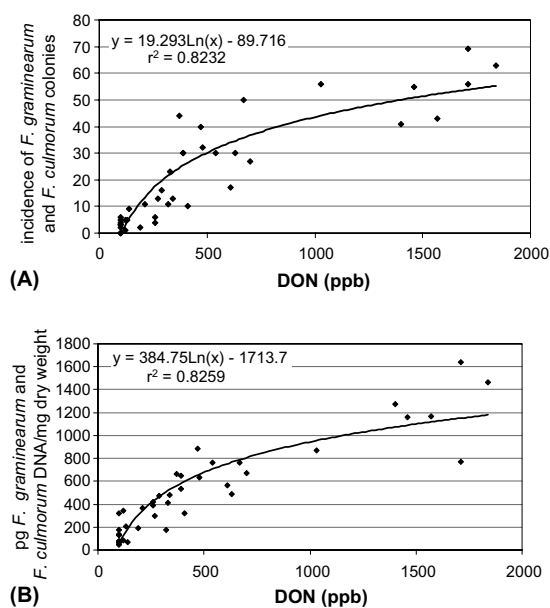 y = 19.293Ln(x) - 89.716
r² = 0.8232
incidence of F. graminearum
and F. culmorum colonies
80
70
60
50
40
30
20
10
0
0 500 1000 1500 2000
(A) DON (ppb)
y = 384.75Ln(x) - 1713.7
r² = 0.8259
pg F. graminearum and
F. culmorum DNA/mg dry weight
1800
1600
1400
1200
1000
800
600
400
200
0
0 500 1000 1500 2000
(B) DON (ppb)